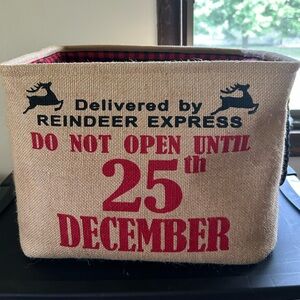 Delivered by
REINDEER EXPRESS
DO NOT OPEN UNTIL
25th
DECEMBER